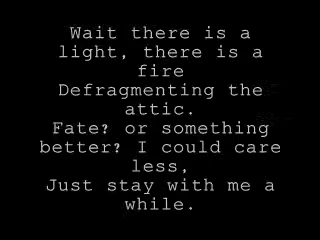 Wait there is a
light, there is a
fire
Defragmenting the
attic.
Fate? or something
better? I could care
less,
Just stay with me a
while.